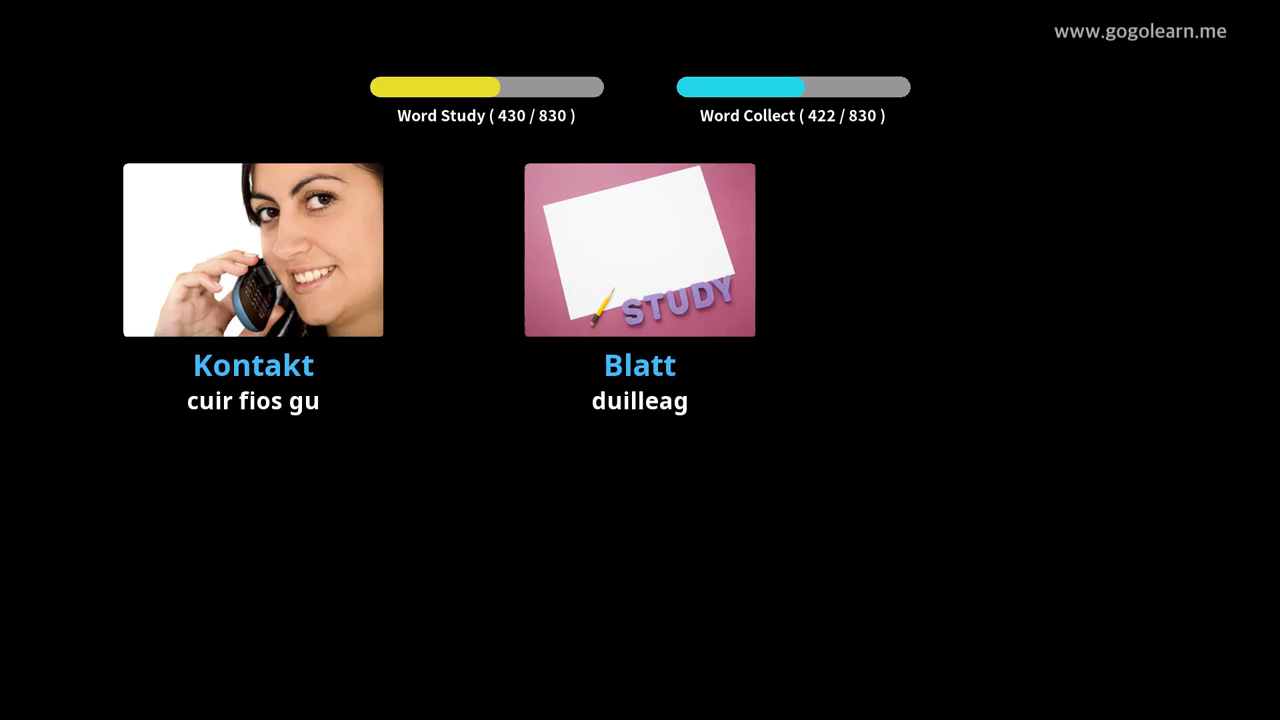 www.gogolearn.me
Word Study ( 430 / 830 )
Word Collect ( 422 / 830 )
STUDY
Kontakt
cuir fios gu
Blatt
duilleag